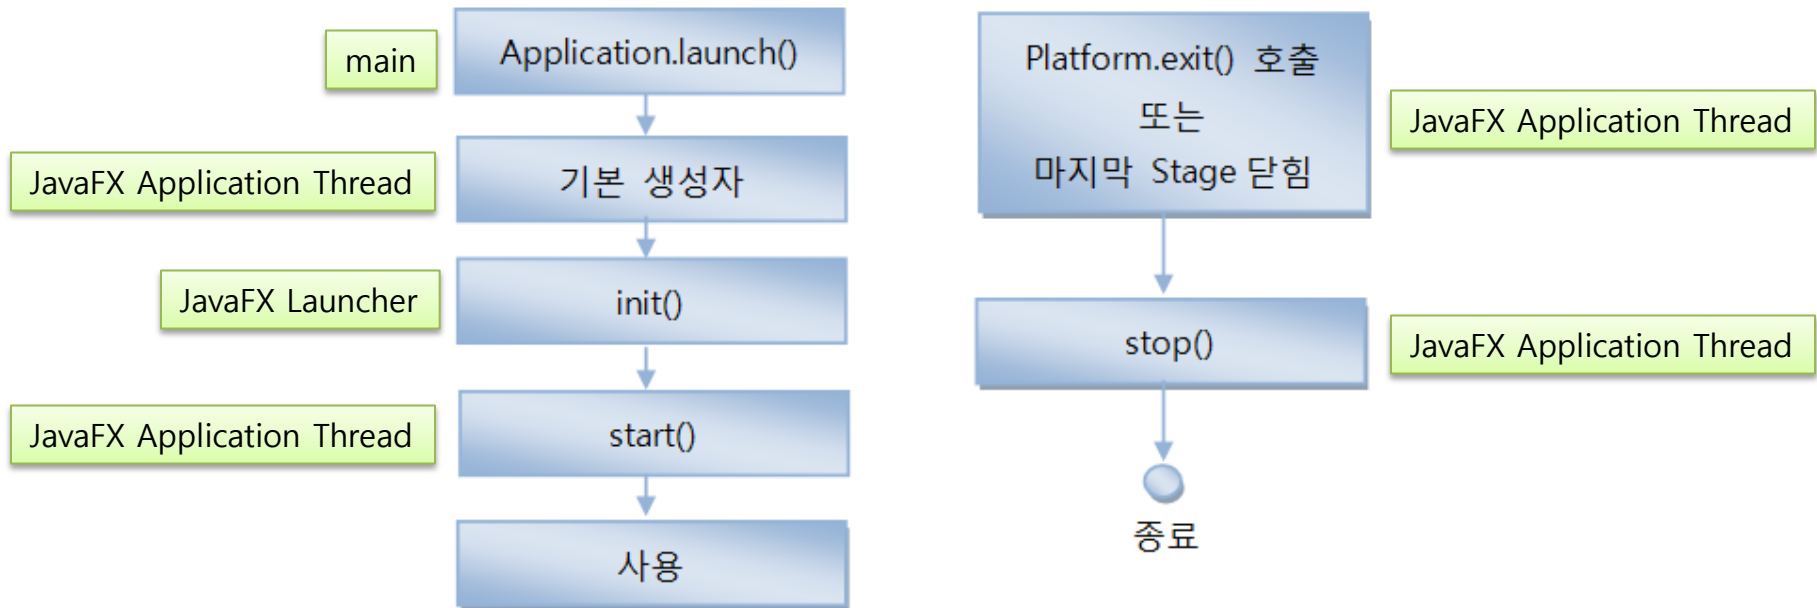 main
Application.launch()
JavaFX Application Thread
기본 생성자
JavaFX Launcher
init()
JavaFX Application Thread
start()
사용
Platform.exit() 호출
또는
마지막 Stage 닫힘
JavaFX Application Thread
stop()
JavaFX Application Thread
종료